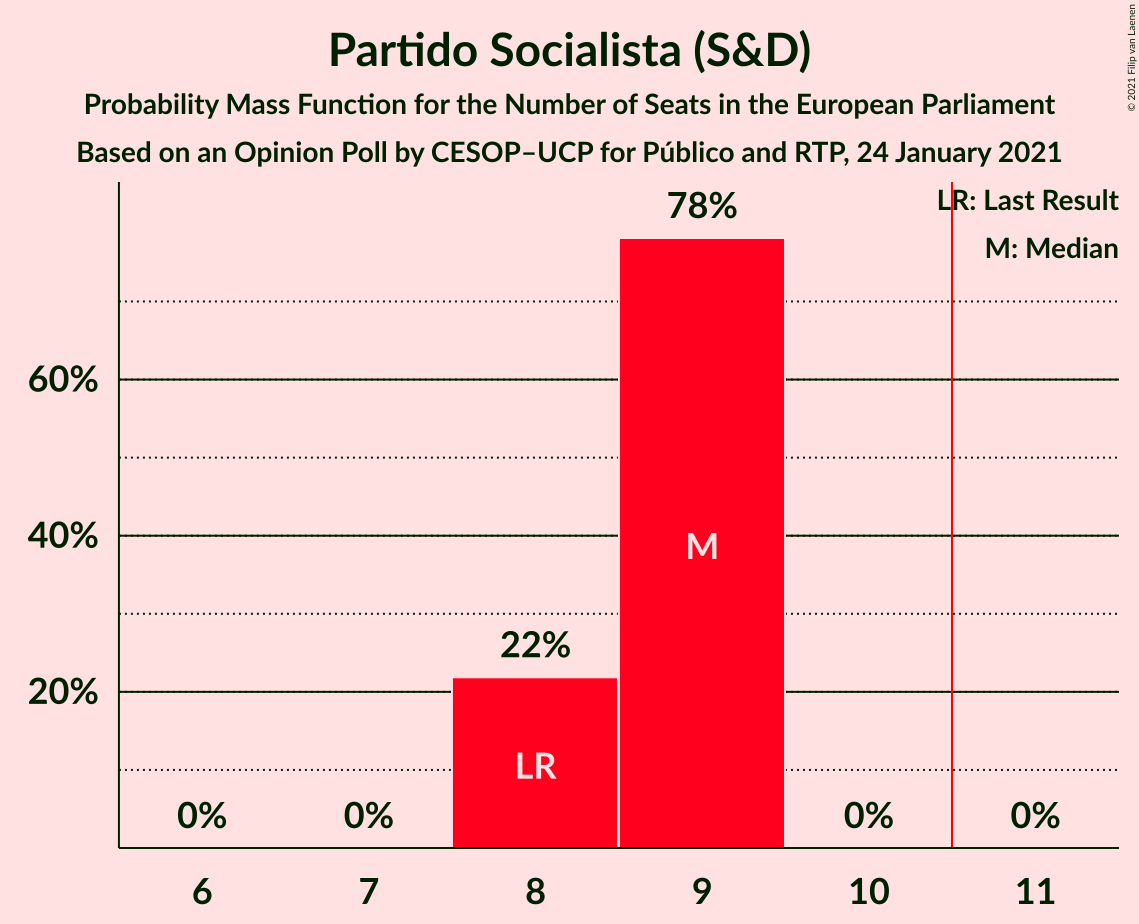 Partido Socialista (S&D)
Probability Mass Function for the Number of Seats in the European Parliament
Based on an Opinion Poll by CESOP–UCP for Público and RTP, 24 January 2021
© 2021 Filip van Laenen
LR: Last Result
M: Median
78%
60%
40%
M
22%
20%
LR
0%
0%
0%
0%
6
7
8
9
10
11